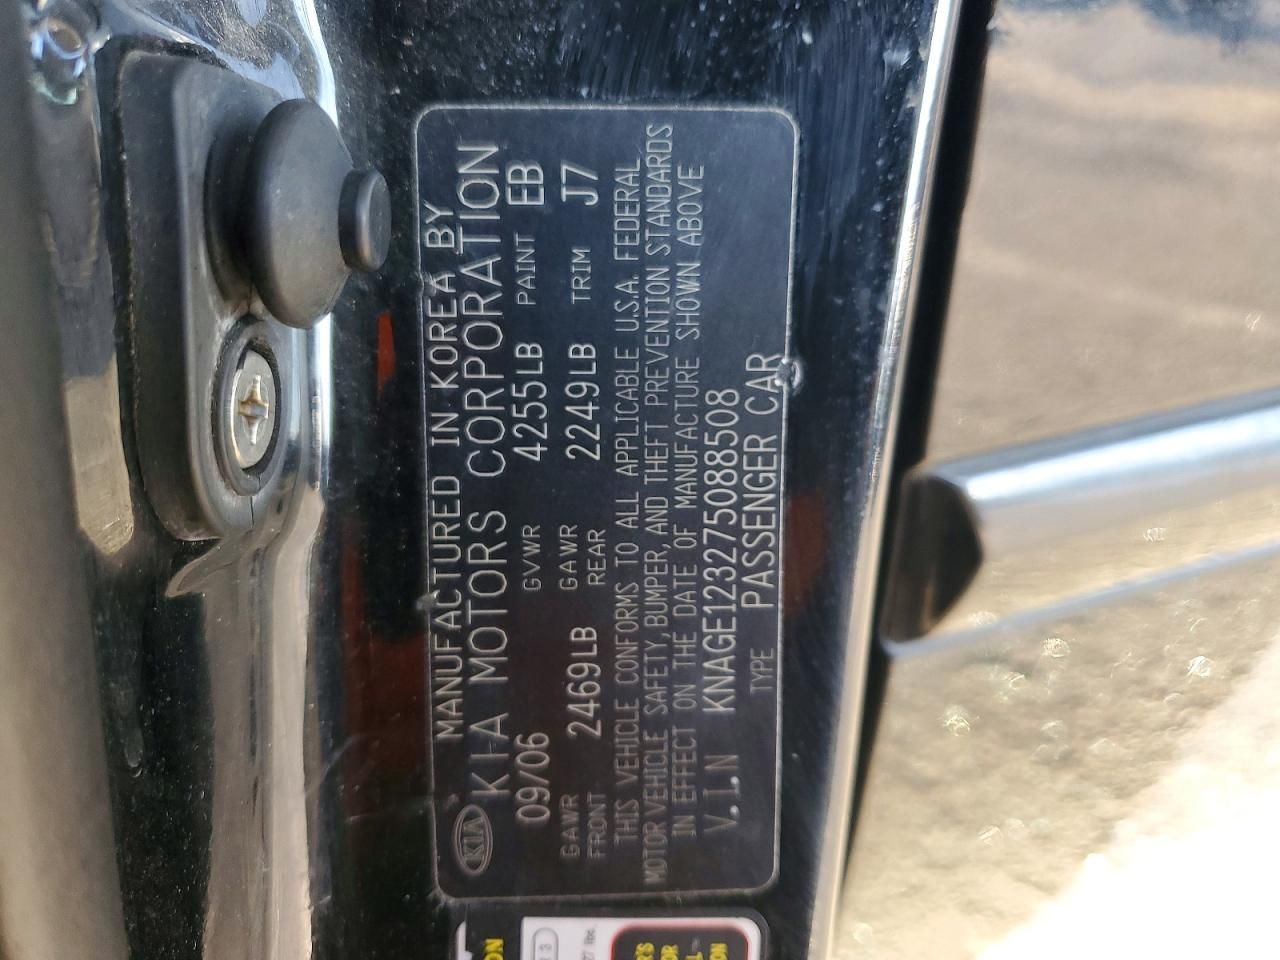 MANUFACTURED IN KOREA BY
KIA KIA MOTORS CORPORATION
09/06 GVWR 4255LB PAINT EB
GAWR FRONT 2469LB GAWR REAR 2249LB TRIM J7
THIS VEHICLE CONFORMS TO ALL APPLICABLE U.S.A. FEDERAL
MOTOR VEHICLE SAFETY, BUMPER, AND THEFT PREVENTION STANDARDS
IN EFFECT ON THE DATE OF MANUFACTURE SHOWN ABOVE
V.I.N KNAGE123275088508
TYPE PASSENGER CAR